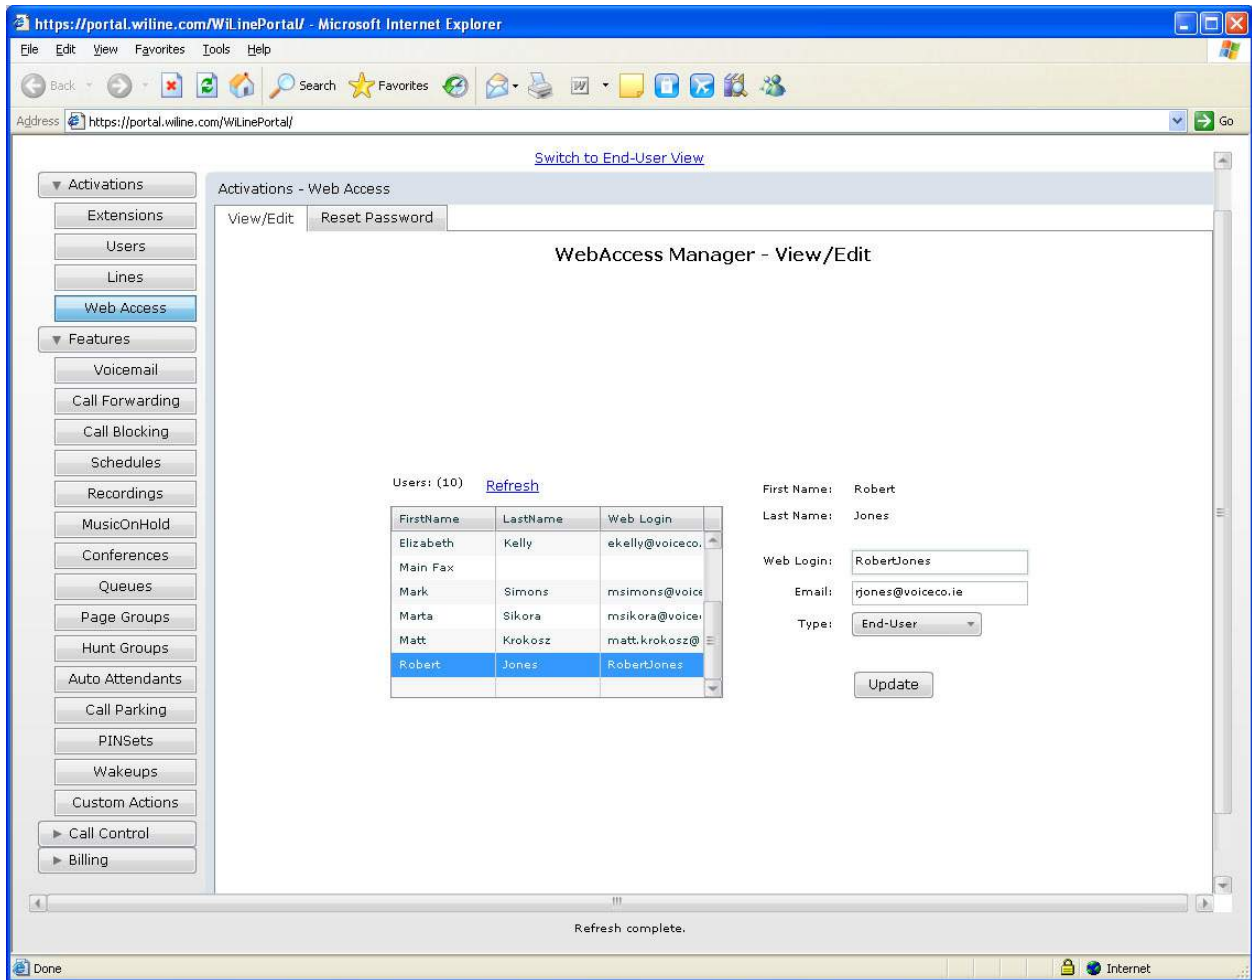 https://portal.wiline.com/WiLinePortal/ - Microsoft Internet Explorer
File Edit View Favorites Tools Help
Back Search Favorites
Address https://portal.wiline.com/WiLinePortal/ Go
Switch to End-User View
Activations
Extensions
Users
Lines
Web Access
Features
Voicemail
Call Forwarding
Call Blocking
Schedules
Recordings
MusicOnHold
Conferences
Queues
Page Groups
Hunt Groups
Auto Attendants
Call Parking
PINSets
Wakeups
Custom Actions
Call Control
Billing
Activations - Web Access
View/Edit Reset Password
WebAccess Manager - View/Edit
Users: (10) Refresh
FirstName LastName Web Login
Elizabeth Kelly ekelly@voiceco.
Main Fax
Mark Simons msimons@voice
Marta Sikora msikora@voice
Matt Krokosz matt.krokosz@
Robert Jones RobertJones
First Name: Robert
Last Name: Jones
Web Login: RobertJones
Email: rjones@voiceco.ie
Type: End-User
Update
Refresh complete.
Done Internet